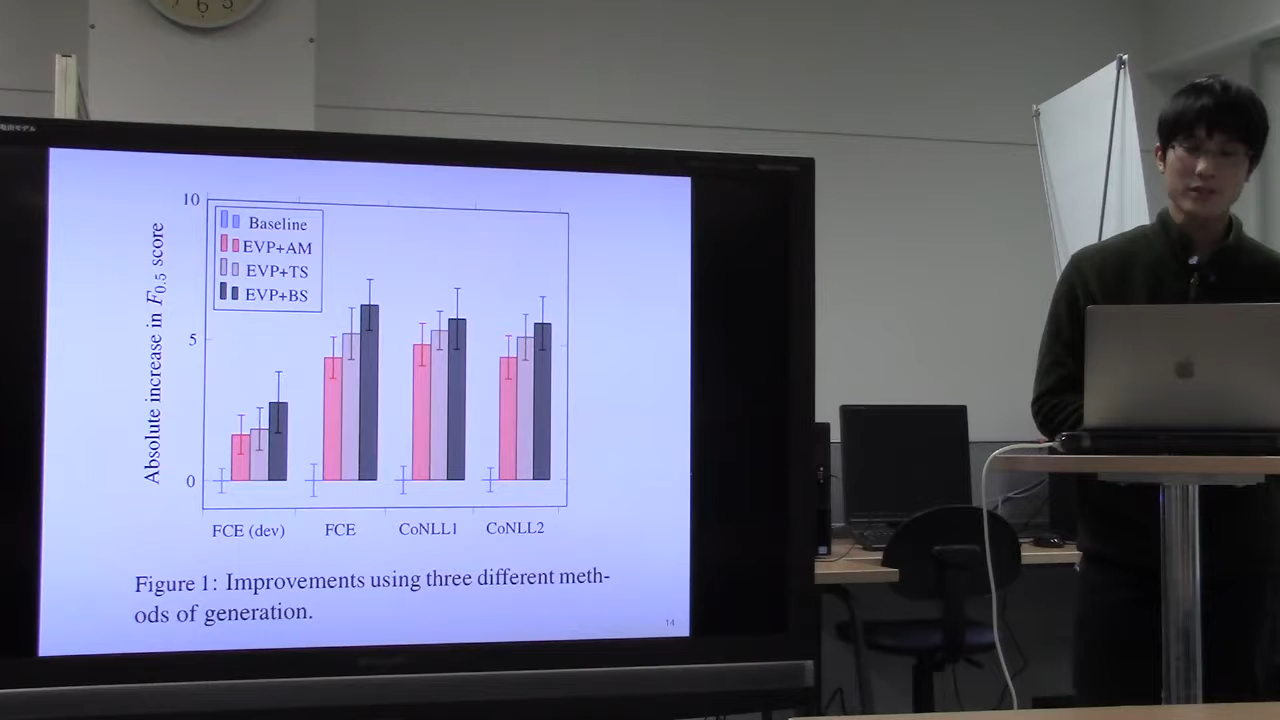 10
Baseline
EVP+AM
EVP+TS
EVP+BS
5
0
Absolute increase in F0.5 score
FCE (dev)
FCE
CoNLL1
CoNLL2
Figure 1: Improvements using three different meth-
ods of generation.
14